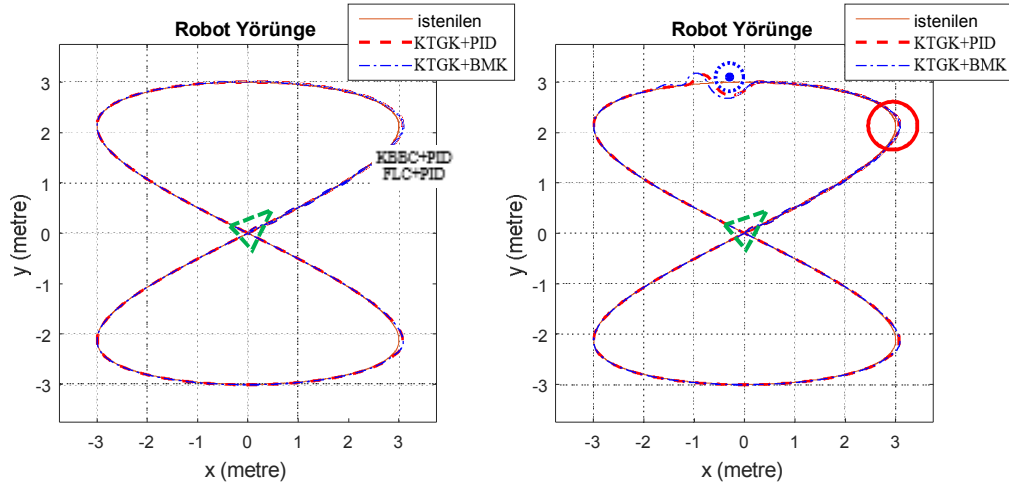 Robot Yörünge
istenilen
KTGK+PID
KTGK+BMK
3
2
1
0
-1
-2
-3
y (metre)
KBBC+PID
FLC+PID
-3
-2
-1
0
1
2
3
x (metre)
Robot Yörünge
istenilen
KTGK+PID
KTGK+BMK
3
2
1
0
-1
-2
-3
y (metre)
-3
-2
-1
0
1
2
3
x (metre)